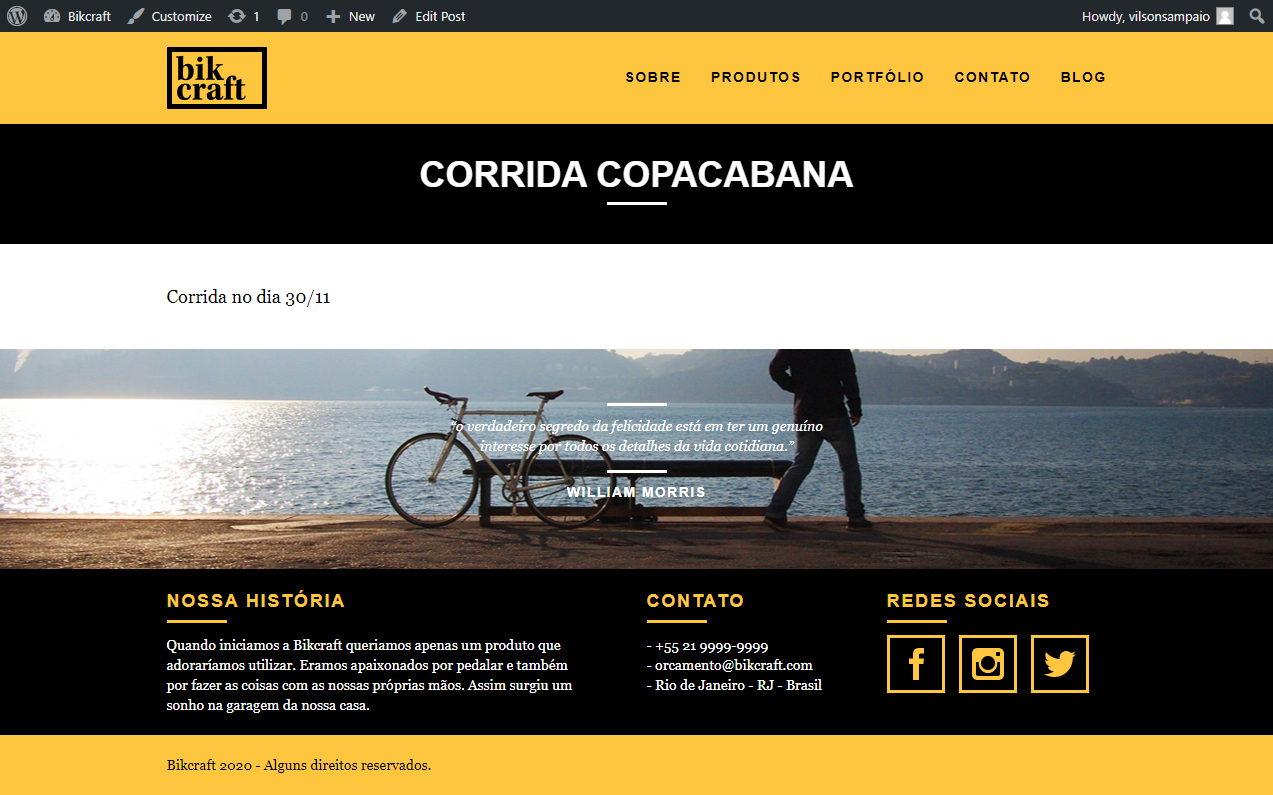 Bikcraft Customize 1 0 New Edit Post Howdy, vilsonsampaio
bik
craft
SOBRE PRODUTOS PORTFÓLIO CONTATO BLOG
CORRIDA COPACABANA
Corrida no dia 30/11
“o verdadeiro segredo da felicidade está em ter um genuíno
interesse por todos os detalhes da vida cotidiana.”
WILLIAM MORRIS
NOSSA HISTÓRIA
Quando iniciamos a Bikcraft queriamos apenas um produto que
adoraríamos utilizar. Eramos apaixonados por pedalar e também
por fazer as coisas com as nossas próprias mãos. Assim surgiu um
sonho na garagem da nossa casa.
CONTATO
- +55 21 9999-9999
- orcamento@bikcraft.com
- Rio de Janeiro - RJ - Brasil
REDES SOCIAIS
Bikcraft 2020 - Alguns direitos reservados.